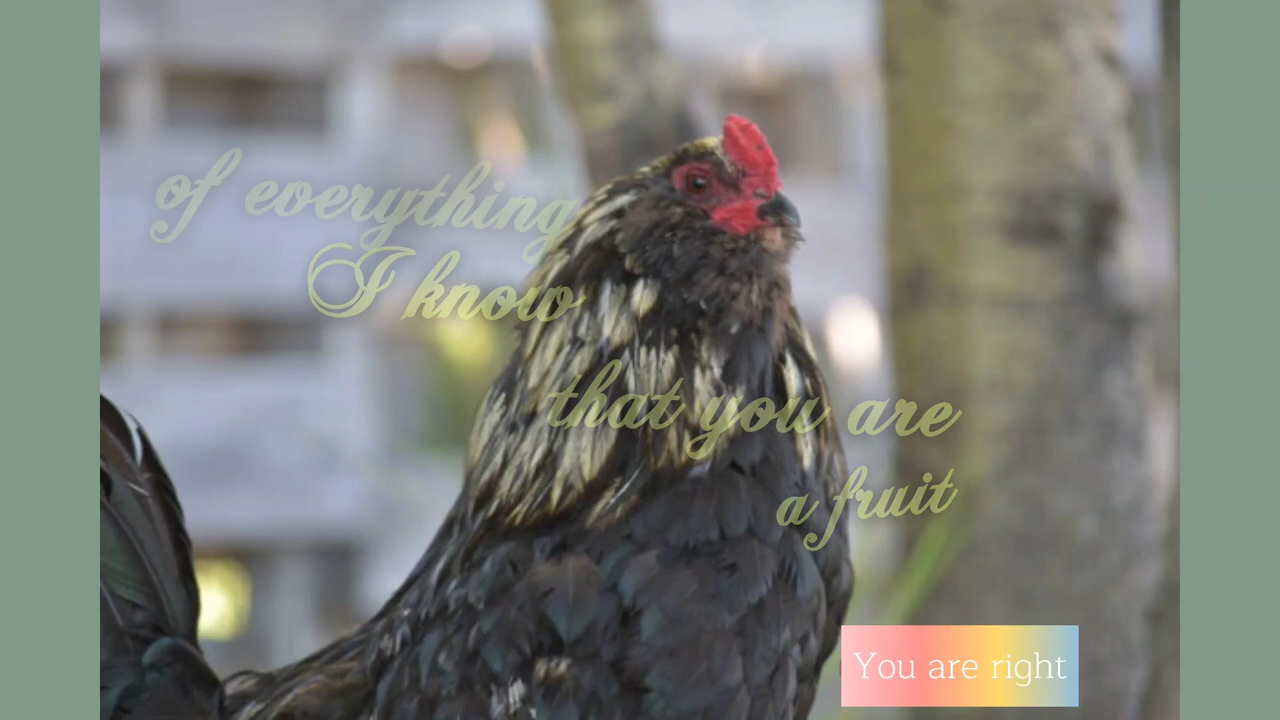 of everything
I know
that you are
a fruit
You are right